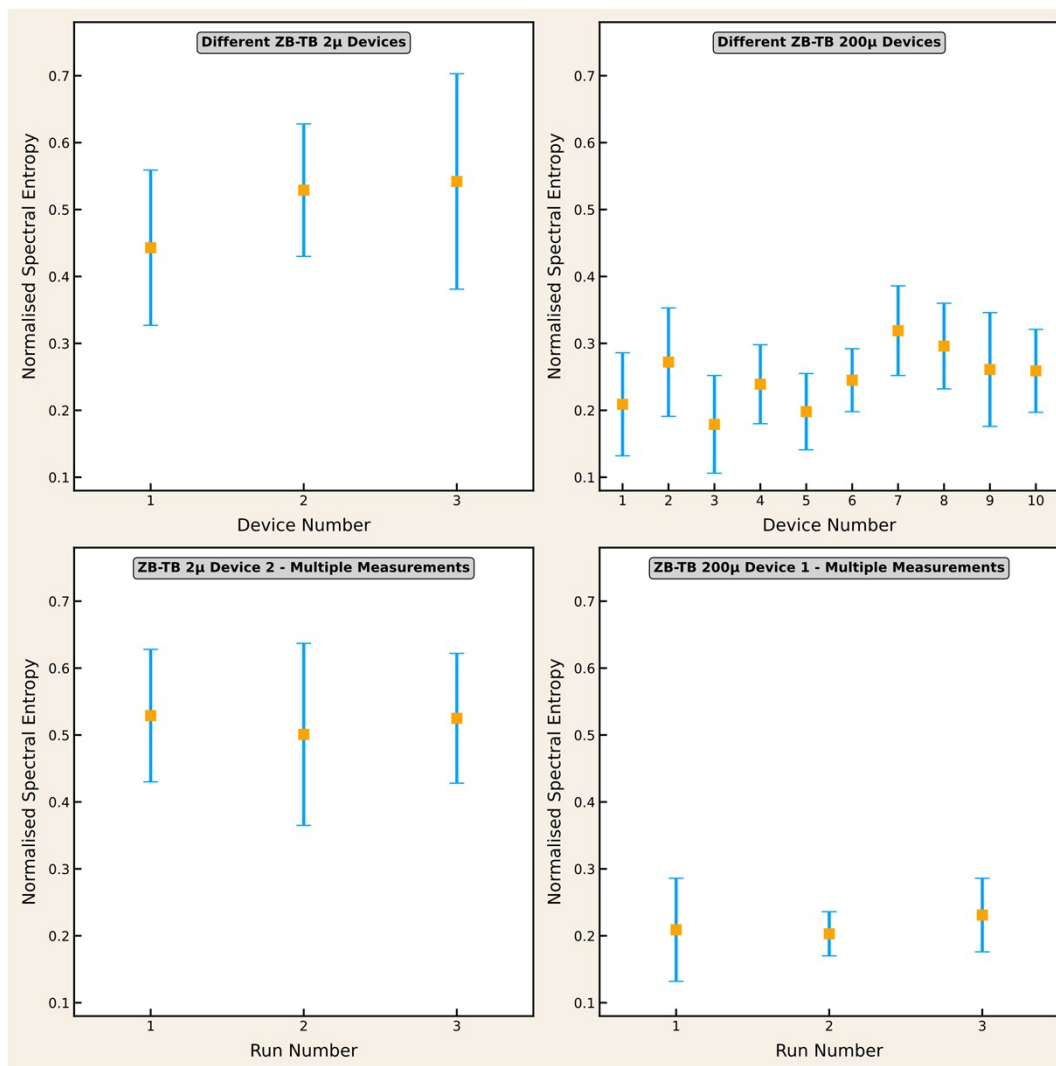 Different ZB-TB 2μ Devices
Normalised Spectral Entropy
0.7
0.6
0.5
0.4
0.3
0.2
0.1
1 2 3
Device Number
Different ZB-TB 200μ Devices
Normalised Spectral Entropy
0.7
0.6
0.5
0.4
0.3
0.2
0.1
1 2 3 4 5 6 7 8 9 10
Device Number
ZB-TB 2μ Device 2 - Multiple Measurements
Normalised Spectral Entropy
0.7
0.6
0.5
0.4
0.3
0.2
0.1
1 2 3
Run Number
ZB-TB 200μ Device 1 - Multiple Measurements
Normalised Spectral Entropy
0.7
0.6
0.5
0.4
0.3
0.2
0.1
1 2 3
Run Number